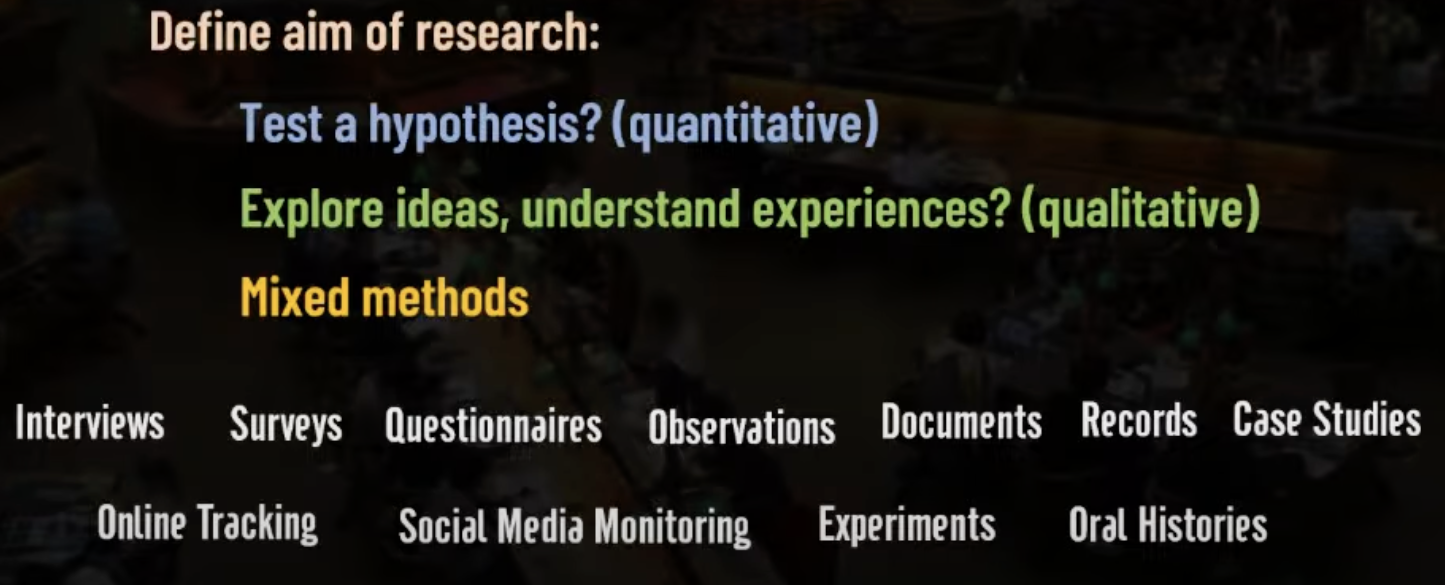 Define aim of research:
Test a hypothesis? (quantitative)
Explore ideas, understand experiences? (qualitative)
Mixed methods
Interviews Surveys Questionnaires Observations Documents Records Case Studies
Online Tracking Social Media Monitoring Experiments Oral Histories